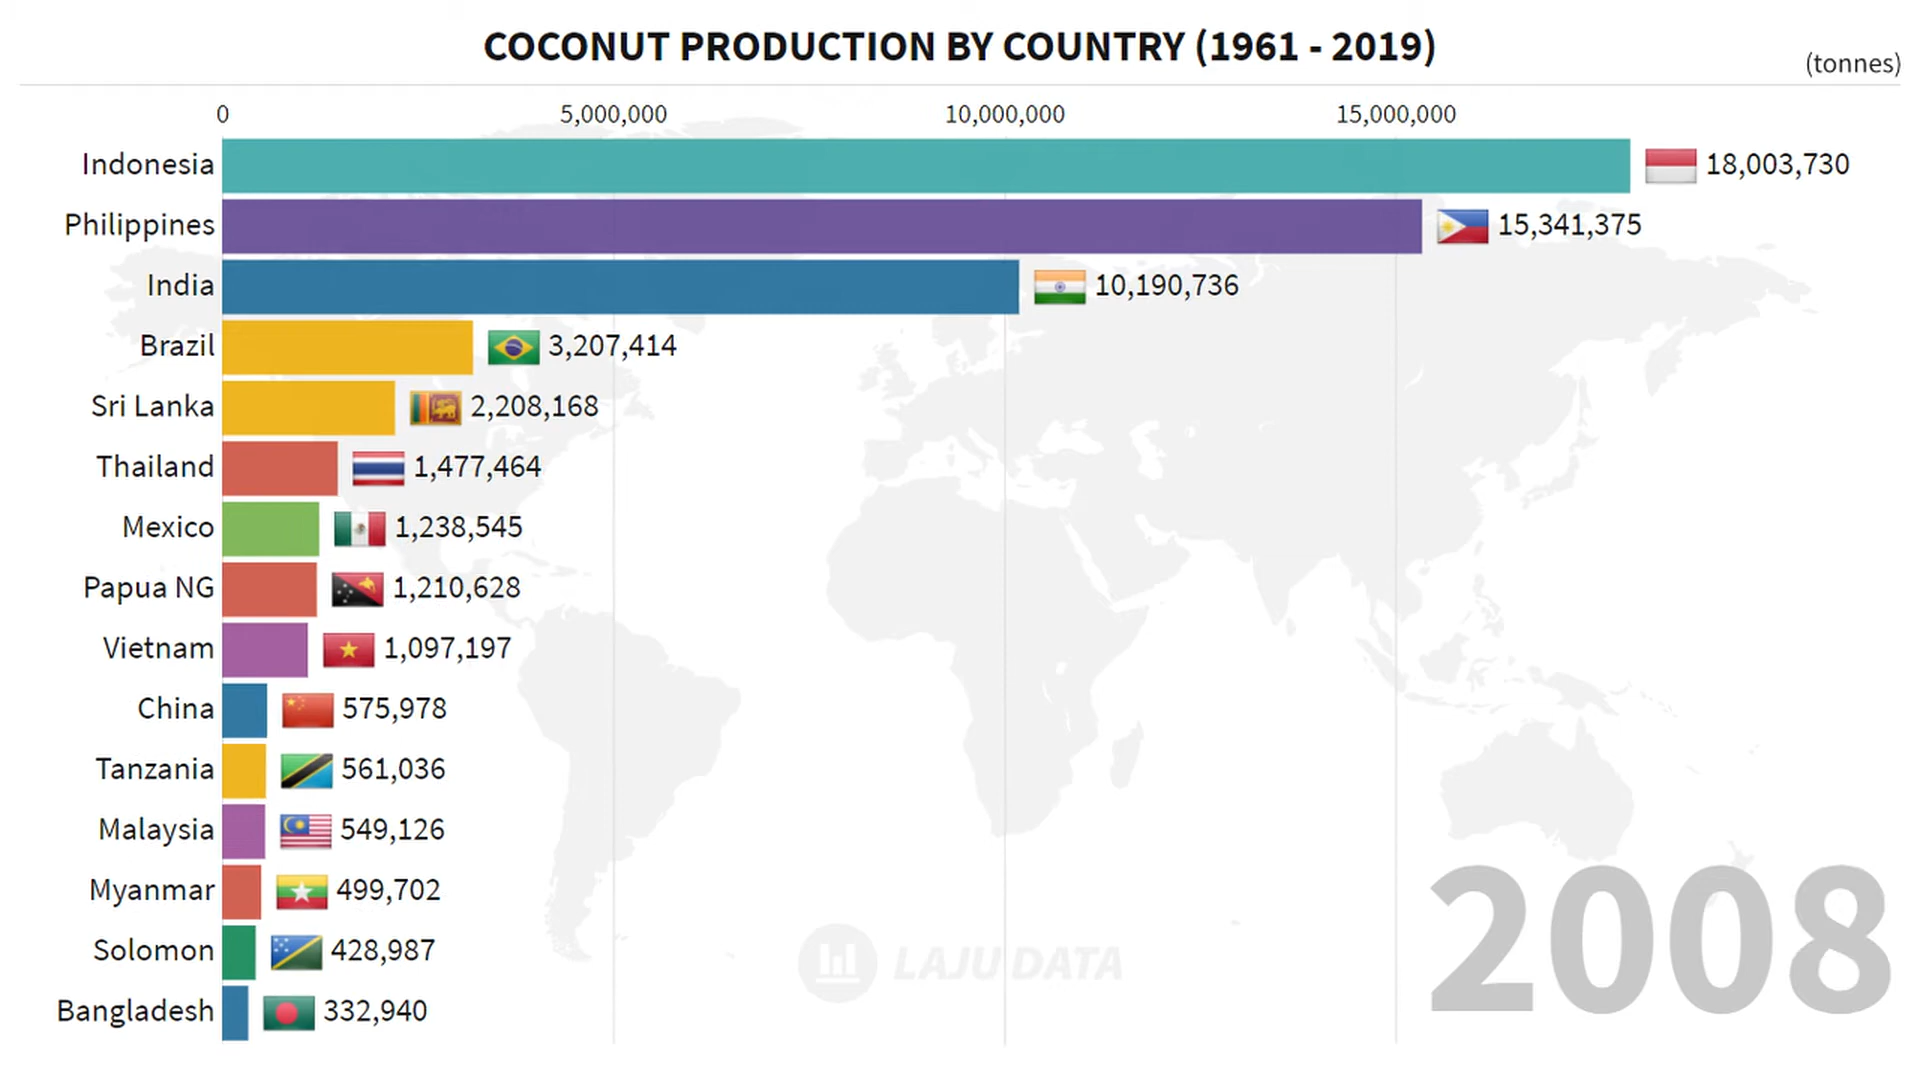 COCONUT PRODUCTION BY COUNTRY (1961 - 2019)
(tonnes)
0 5,000,000 10,000,000 15,000,000
Indonesia 18,003,730
Philippines 15,341,375
India 10,190,736
Brazil 3,207,414
Sri Lanka 2,208,168
Thailand 1,477,464
Mexico 1,238,545
Papua NG 1,210,628
Vietnam 1,097,197
China 575,978
Tanzania 561,036
Malaysia 549,126
Myanmar 499,702
Solomon 428,987
Bangladesh 332,940
LAJU DATA
2008